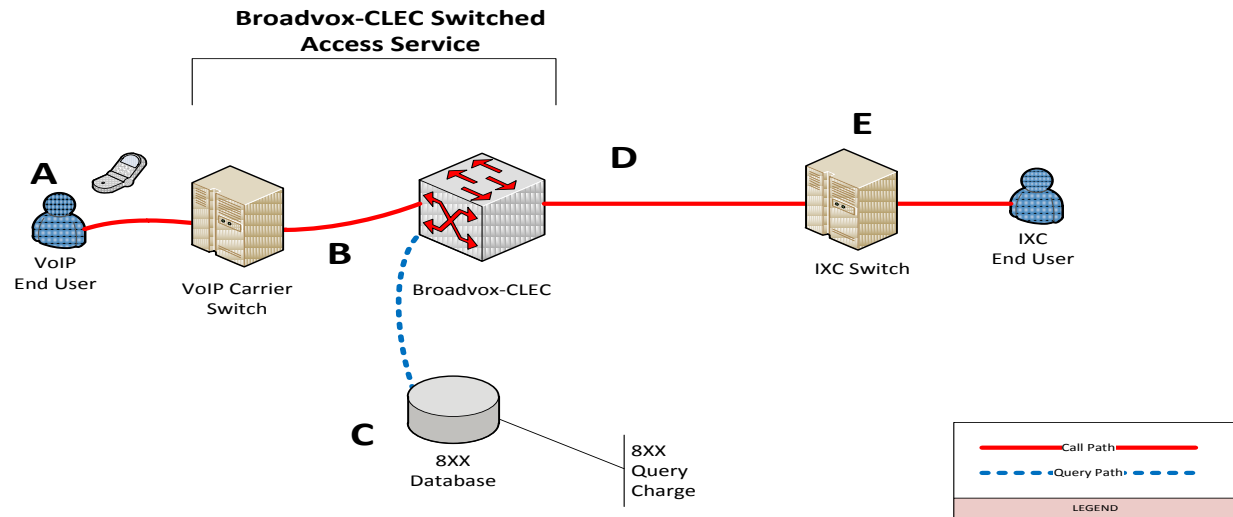 Broadvox-CLEC Switched
Access Service
A
VoIP
End User
VoIP Carrier
Switch
B
Broadvox-CLEC
D
E
IXC Switch
IXC
End User
C
8XX
Database
8XX
Query
Charge
Call Path
Query Path
LEGEND